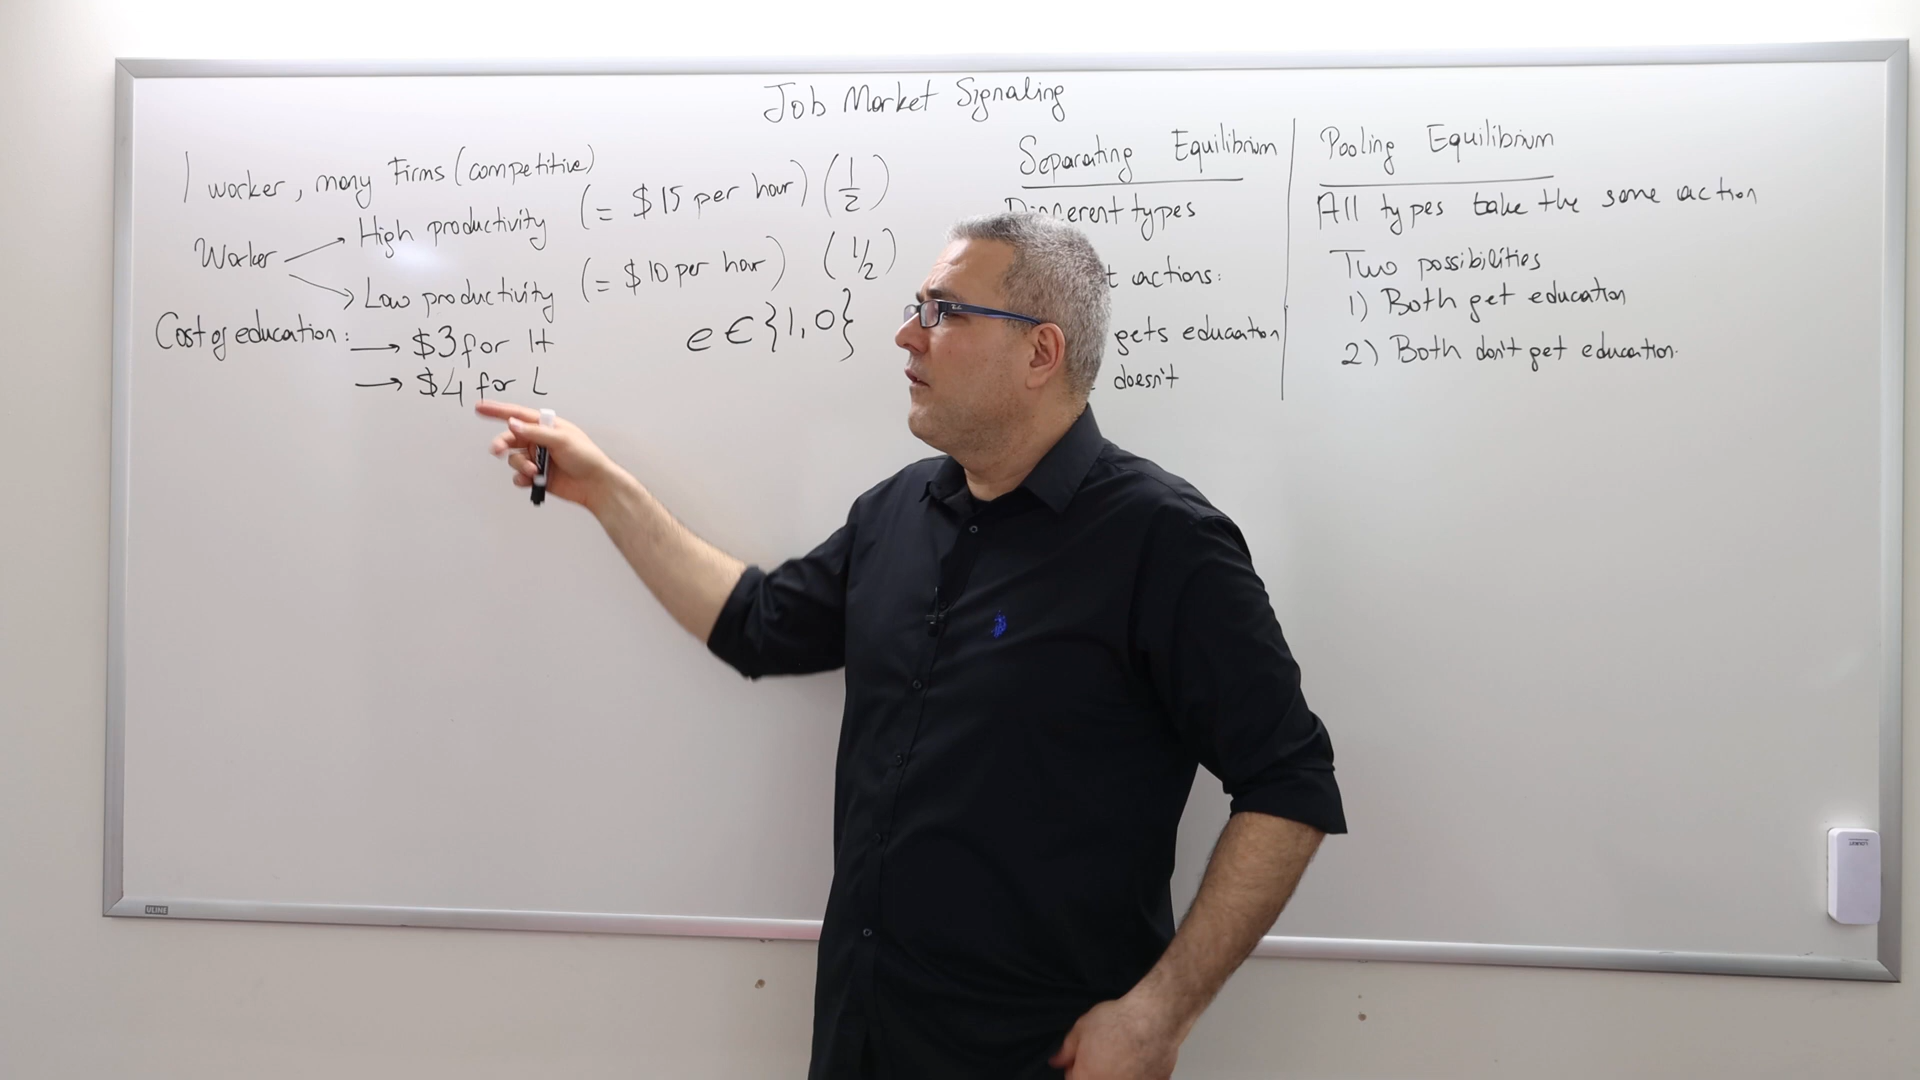 Job Market Signaling
1 worker, many Firms (competitive)
Worker
High productivity (= $15 per hour) (1/2)
Low productivity (= $10 per hour) (1/2)
Cost of education:
→ $3 for H
→ $4 for L
e ∈ {1,0}
Separating Equilibrium
Different types
actions:
gets education
doesn't
Pooling Equilibrium
All types take the same action
Two possibilities
1) Both get education
2) Both don't get education.
ULINE